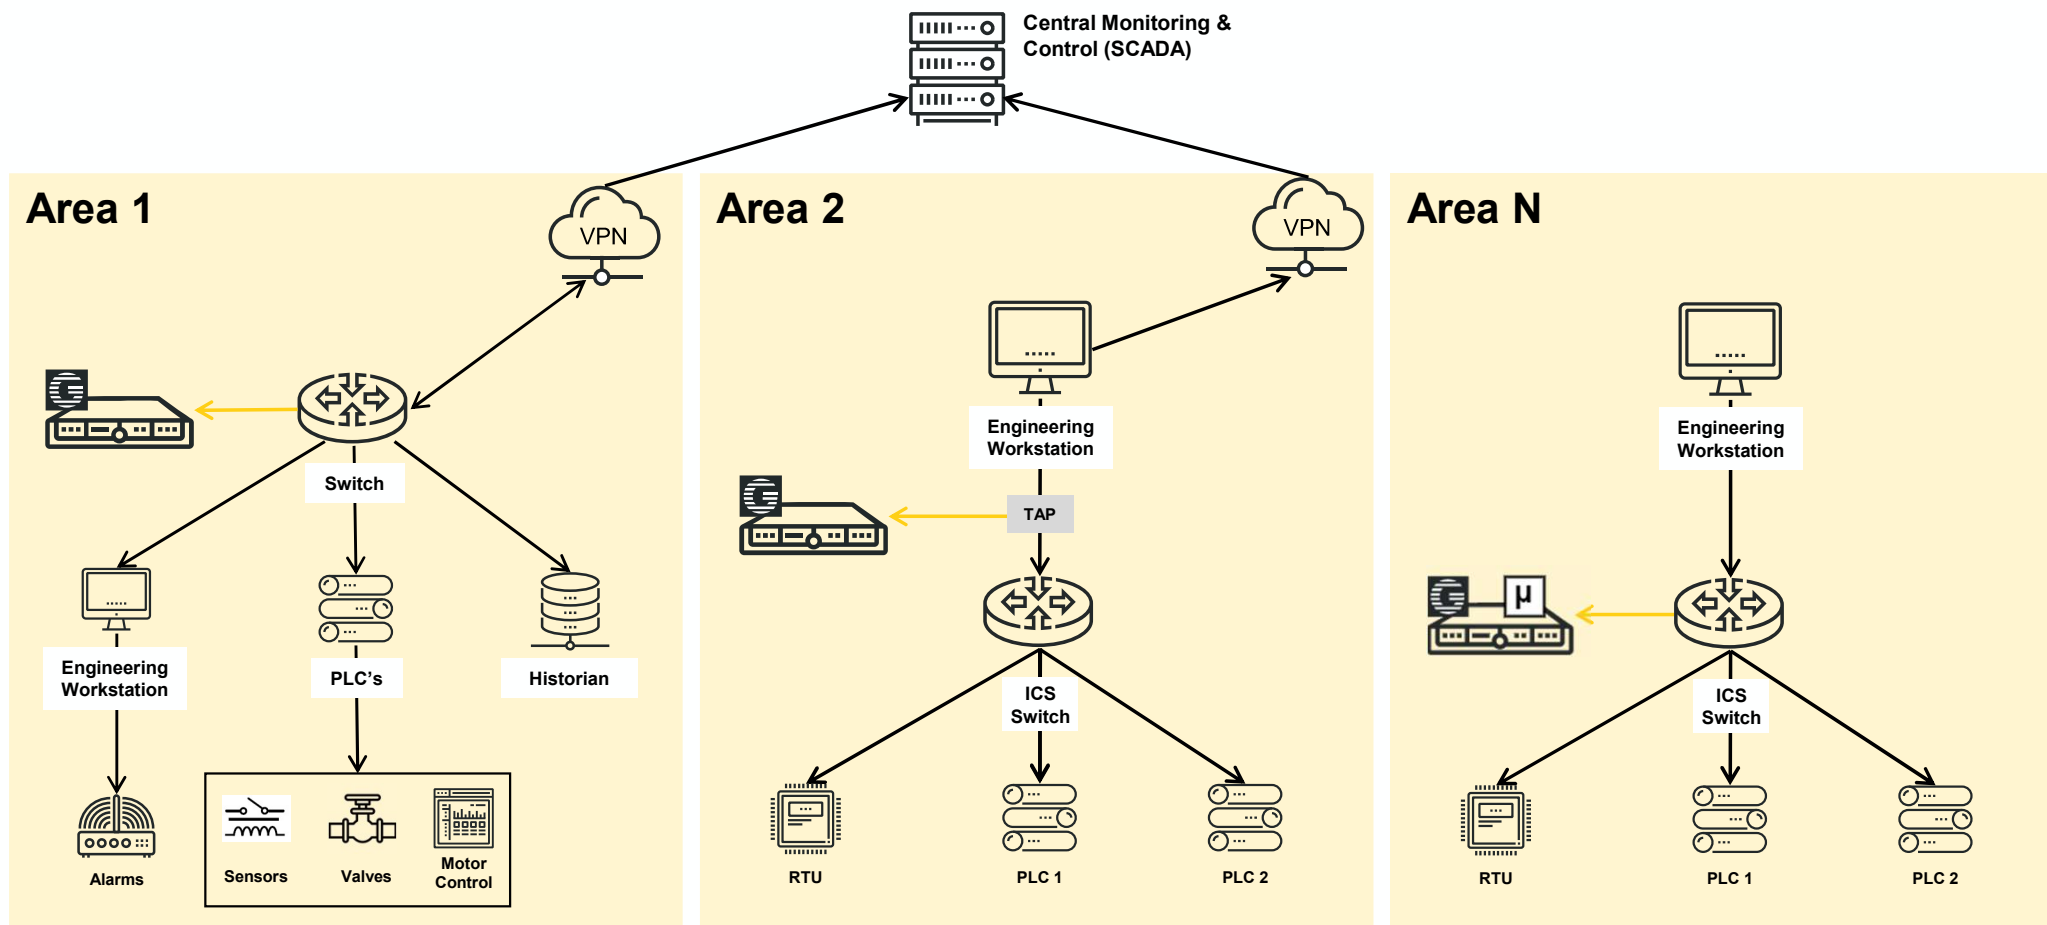 Central Monitoring &
Control (SCADA)
Area 1
VPN
Switch
Engineering
Workstation
PLC's
Historian
Alarms
Sensors
Valves
Motor
Control
Area 2
VPN
Engineering
Workstation
TAP
ICS
Switch
RTU
PLC 1
PLC 2
Area N
Engineering
Workstation
µ
ICS
Switch
RTU
PLC 1
PLC 2
G
G
G